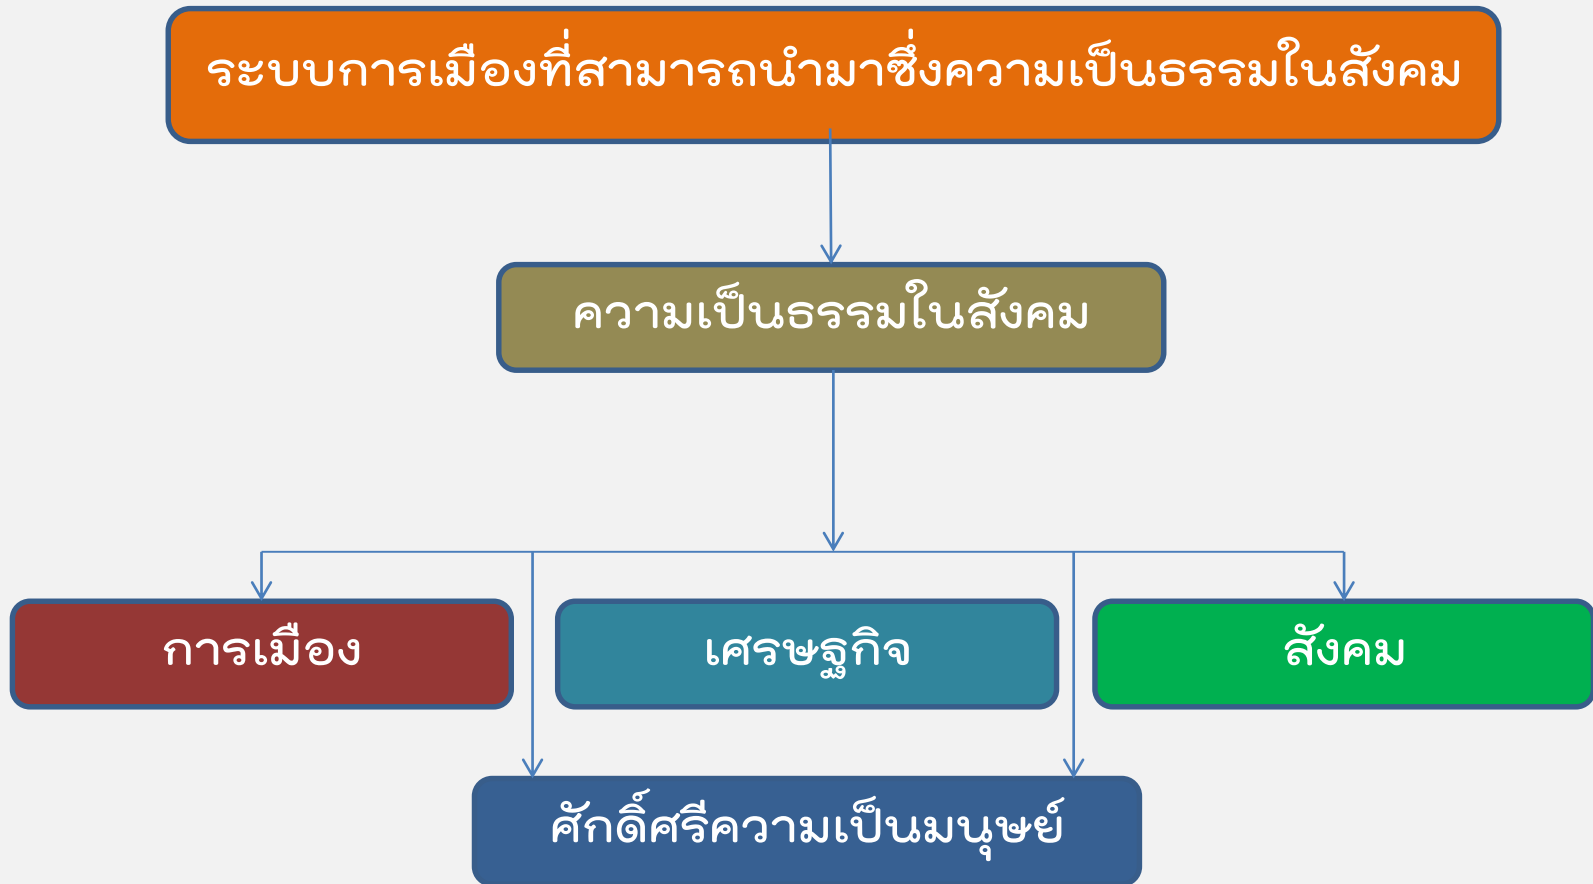 ระบบการเมืองที่สามารถนำมาซึ่งความเป็นธรรมในสังคม
ความเป็นธรรมในสังคม
การเมือง
เศรษฐกิจ
สังคม
ศักดิ์ศรีความเป็นมนุษย์